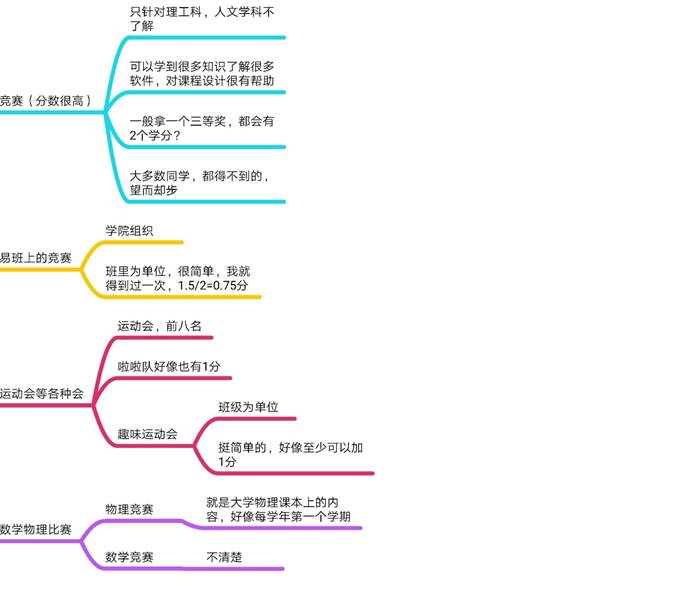 只针对理工科，人文学科不
了解
可以学到很多知识了解很多
软件，对课程设计很有帮助
竞赛（分数很高）
一般拿一个三等奖，都会有
2个学分？
大多数同学，都得不到的，
望而却步
学院组织
易班上的竞赛
班里为单位，很简单，我就
得到过一次，1.5/2=0.75分
运动会，前八名
啦啦队好像也有1分
运动会等各种会
班级为单位
趣味运动会
挺简单的，好像至少可以加
1分
物理竞赛
就是大学物理课本上的内
容，好像每学年第一个学期
数学物理比赛
数学竞赛
不清楚